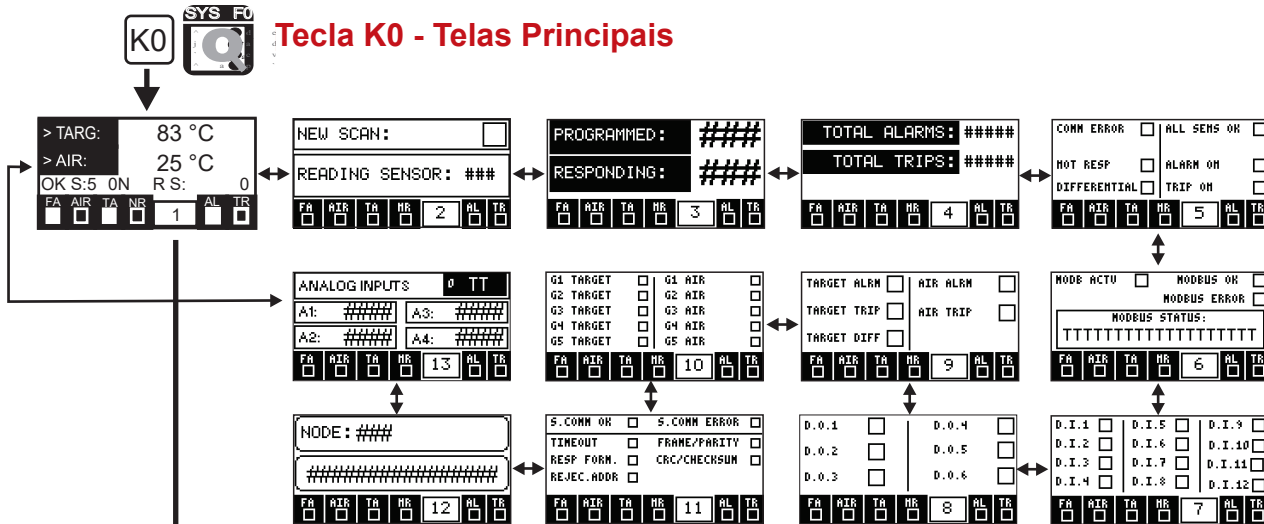 SYS F0
K0
Tecla K0 - Telas Principais
> TARG: 83 °C
> AIR: 25 °C
OK S:5 0N R S: 0
FA AIR TA NR 1 AL TR
NEW SCAN:
READING SENSOR: ###
FA AIR TA NR 2 AL TR
PROGRAMMED: ####
RESPONDING: ####
FA AIR TA NR 3 AL TR
TOTAL ALARMS: #####
TOTAL TRIPS: #####
FA AIR TA NR 4 AL TR
COMM ERROR ALL SENS OK
NOT RESP ALARM ON
DIFFERENTIAL TRIP ON
FA AIR TA NR 5 AL TR
ANALOG INPUTS 0 TT
A1: ##### A3: #####
A2: ##### A4: #####
FA AIR TA NR 13 AL TR
G1 TARGET G1 AIR
G2 TARGET G2 AIR
G3 TARGET G3 AIR
G4 TARGET G4 AIR
G5 TARGET G5 AIR
FA AIR TA NR 10 AL TR
TARGET ALRM AIR ALRM
TARGET TRIP AIR TRIP
TARGET DIFF
FA AIR TA NR 9 AL TR
MODB ACTV MODBUS OK
MODBUS ERROR
MODBUS STATUS:
TTTTTTTTTTTTTTTTTTTT
FA AIR TA NR 6 AL TR
NODE: ####
####################
FA AIR TA NR 12 AL TR
S.COMM OK S.COMM ERROR
TIMEOUT FRAME/PARITY
RESP FORM. CRC/CHECKSUM
REJEC.ADDR
FA AIR TA NR 11 AL TR
D.O.1 D.O.4
D.O.2 D.O.5
D.O.3 D.O.6
FA AIR TA NR 8 AL TR
D.I.1 D.I.5 D.I.9
D.I.2 D.I.6 D.I.10
D.I.3 D.I.7 D.I.11
D.I.4 D.I.8 D.I.12
FA AIR TA NR 7 AL TR